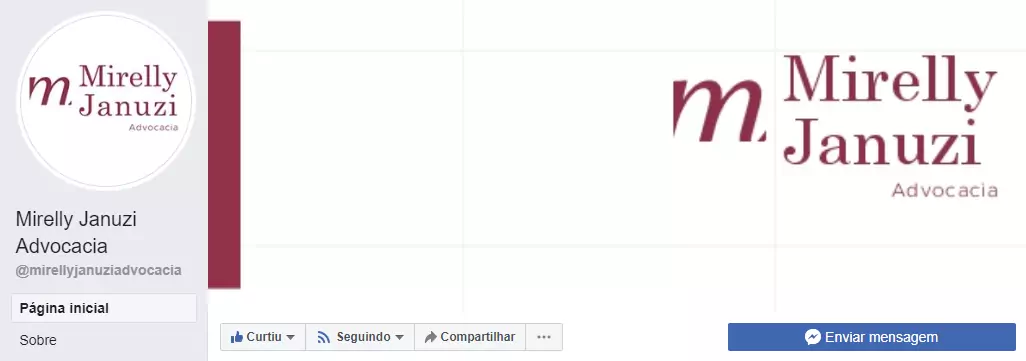 m Mirelly
Januzi
Advocacia
Mirelly Januzi
Advocacia
@mirellyjanuziadvocacia
Página inicial
Sobre
m Mirelly
Januzi
Advocacia
Curtiu
Seguindo
Compartilhar
Enviar mensagem